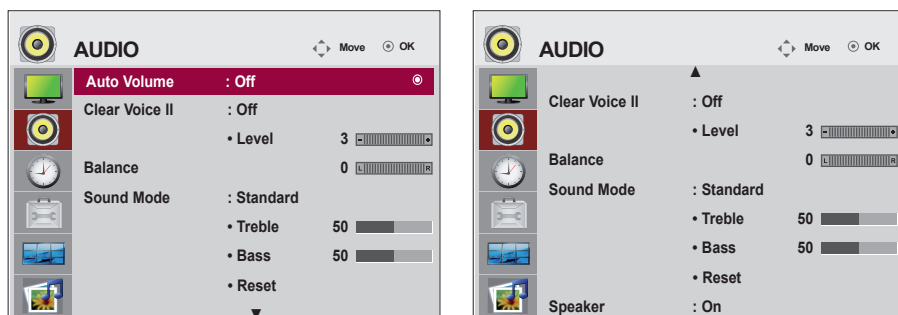 AUDIO Move OK
Auto Volume : Off
Clear Voice II : Off
• Level 3 - +
Balance 0 L R
Sound Mode : Standard
• Treble 50
• Bass 50
• Reset
▼
AUDIO Move OK
▲
Clear Voice II : Off
• Level 3 - +
Balance 0 L R
Sound Mode : Standard
• Treble 50
• Bass 50
• Reset
Speaker : On